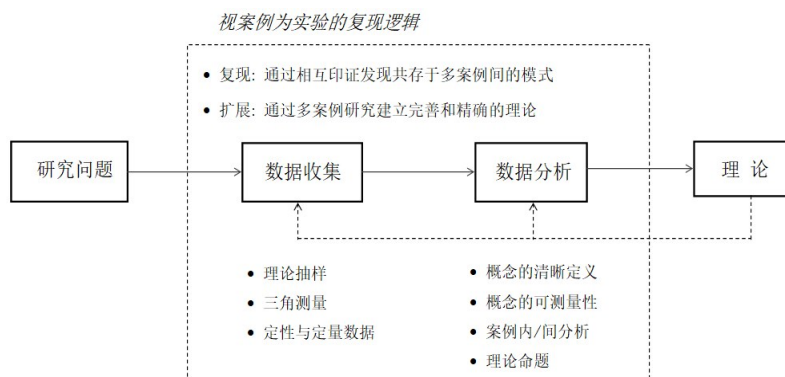 视案例为实验的复现逻辑
• 复现: 通过相互印证发现共存于多案例间的模式
• 扩展: 通过多案例研究建立完善和精确的理论
研究问题
数据收集
数据分析
理 论
• 理论抽样
• 三角测量
• 定性与定量数据
• 概念的清晰定义
• 概念的可测量性
• 案例内/间分析
• 理论命题